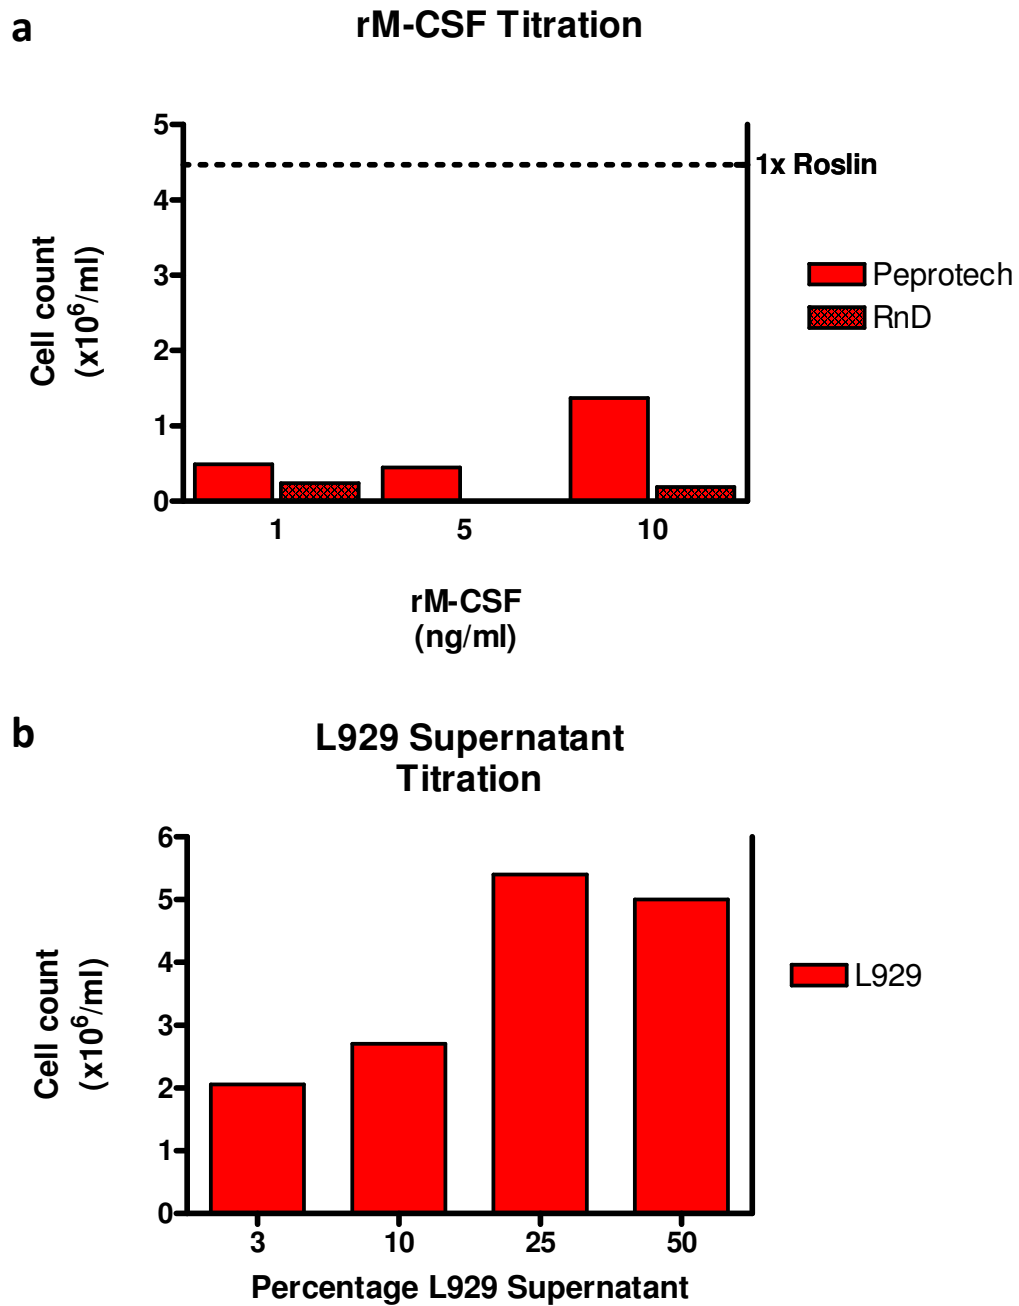 a
rM-CSF Titration
5
4
3
2
1
0
Cell count
(x10⁶/ml)
1x Roslin
Peprotech
RnD
1 5 10
rM-CSF
(ng/ml)
b
L929 Supernatant
Titration
6
5
4
3
2
1
0
Cell count
(x10⁶/ml)
L929
3 10 25 50
Percentage L929 Supernatant